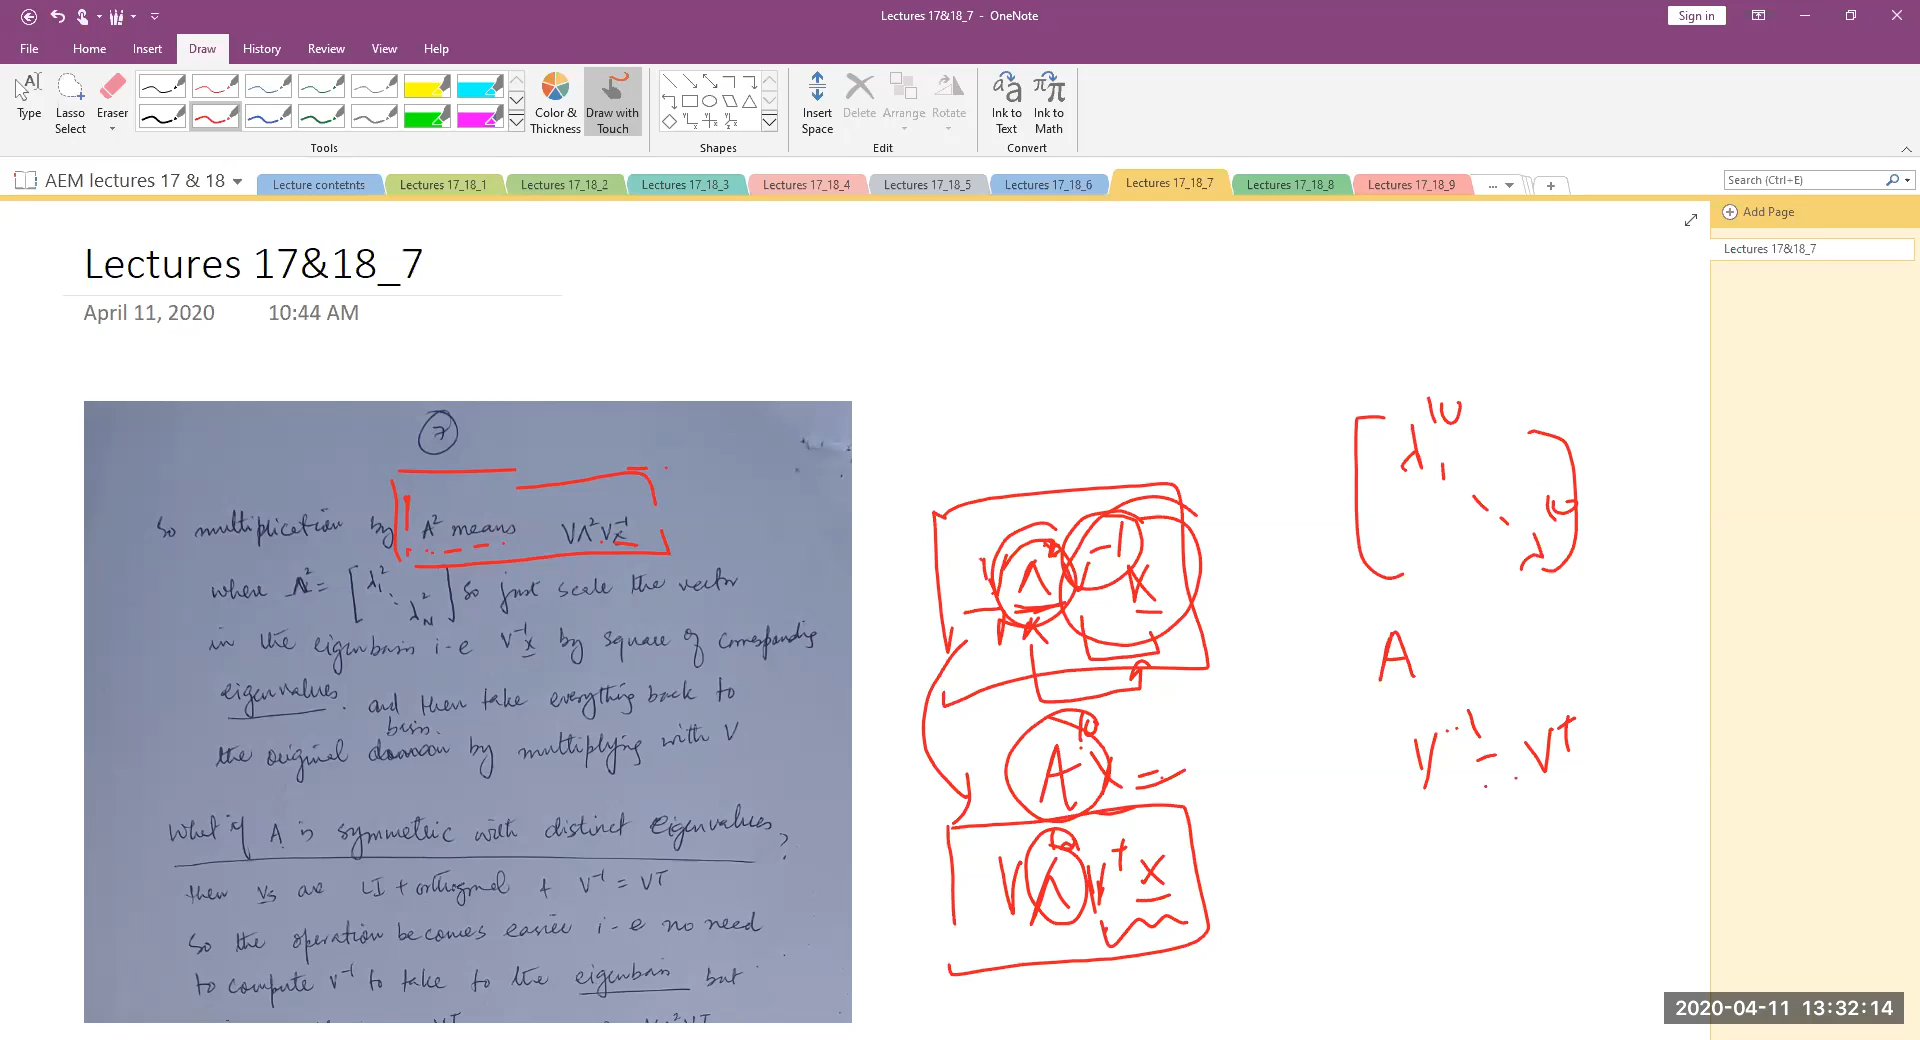 Lectures 17&18_7 - OneNote
Sign in
File Home Insert Draw History Review View Help
Type
Lasso Select
Eraser
Color & Thickness
Draw with Touch
Insert Space
Delete
Arrange
Rotate
Ink to Text
Ink to Math
Tools
Shapes
Edit
Convert
AEM lectures 17 & 18
Lecture contetnts
Lectures 17_18_1
Lectures 17_18_2
Lectures 17_18_3
Lectures 17_18_4
Lectures 17_18_5
Lectures 17_18_6
Lectures 17_18_7
Lectures 17_18_8
Lectures 17_18_9
...
Search (Ctrl+E)
Add Page
Lectures 17&18_7
Lectures 17&18_7
April 11, 2020 10:44 AM
7
So multiplication by A² means VΛ²V⁻¹x
where Λ² = [λ₁² ⋱ λ_N²] so just scale the vector
in the eigenbasis i-e V⁻¹x by square of corresponding
eigenvalues. and then take everything back to
basis.
the original domain by multiplying with V
What if A is symmetric with distinct eigenvalues?
then vs are LI + orthogonal + V⁻¹ = VT
So the operation becomes easier i-e no need
to compute V⁻¹ to take to the eigenbasis but
λ₁¹⁰
λ¹⁰
A
V⁻¹ = V^T
A¹⁰x =
VΛ¹⁰V^T x
2020-04-11 13:32:14